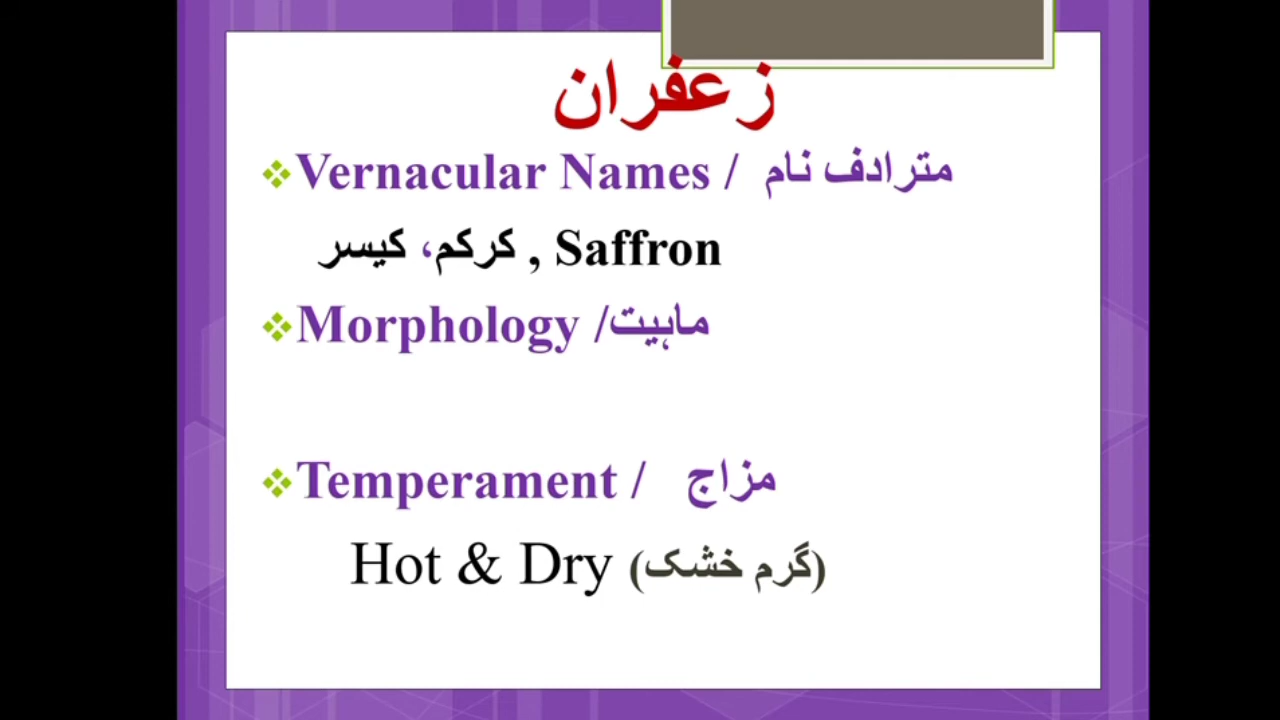 زعفران
Vernacular Names / مترادف نام
کرکم، کیسر , Saffron
Morphology /ماہیت
Temperament / مزاج
Hot & Dry (گرم خشک)